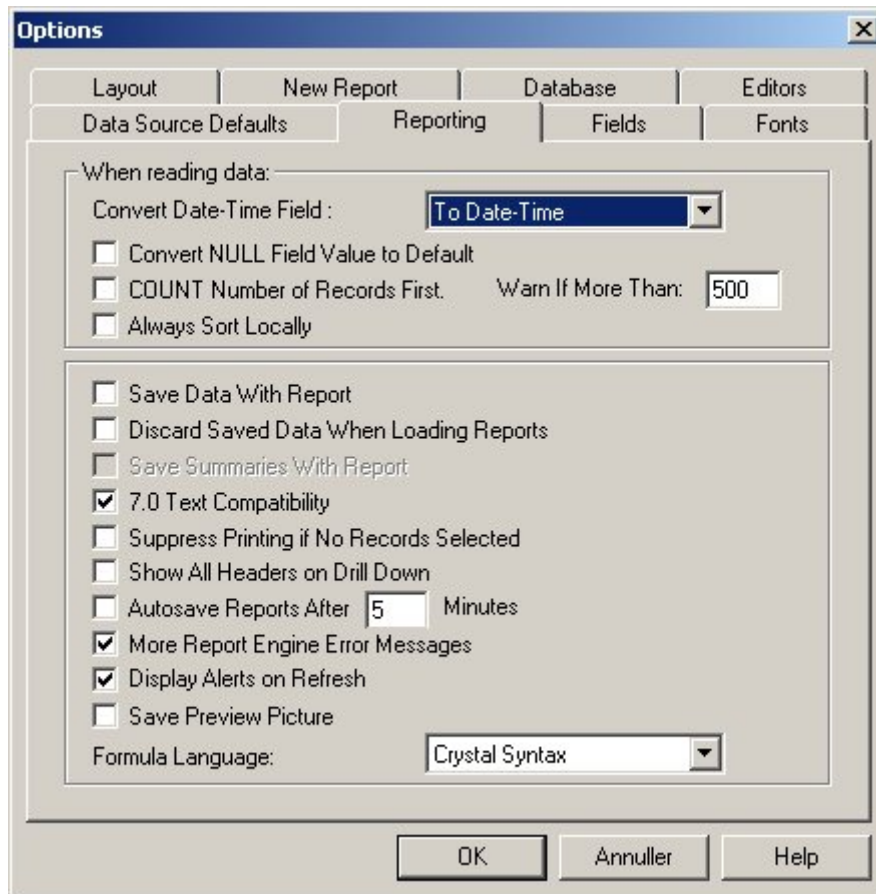 Options
Layout New Report Database Editors
Data Source Defaults Reporting Fields Fonts
When reading data:
Convert Date-Time Field : To Date-Time
Convert NULL Field Value to Default
COUNT Number of Records First. Warn If More Than: 500
Always Sort Locally
Save Data With Report
Discard Saved Data When Loading Reports
Save Summaries With Report
7.0 Text Compatibility
Suppress Printing if No Records Selected
Show All Headers on Drill Down
Autosave Reports After 5 Minutes
More Report Engine Error Messages
Display Alerts on Refresh
Save Preview Picture
Formula Language: Crystal Syntax
OK Annuller Help